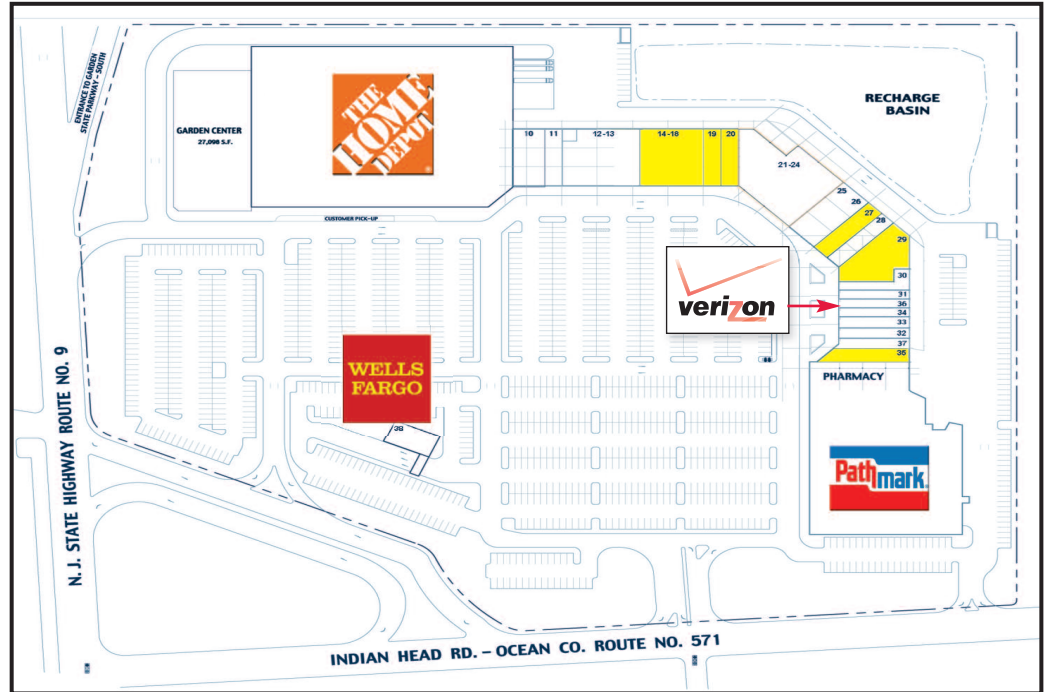 ENTRANCE TO GARDEN
STATE PARKWAY - SOUTH
GARDEN CENTER
27,098 S.F.
THE
HOME
DEPOT
®
CUSTOMER PICK-UP
10
11
12-13
14-18
19
20
21-24
RECHARGE
BASIN
25
26
27
28
29
30
31
36
34
33
32
37
35
verizon
WELLS
FARGO
PHARMACY
Pathmark
N.J. STATE HIGHWAY ROUTE NO. 9
INDIAN HEAD RD. – OCEAN CO. ROUTE NO. 571